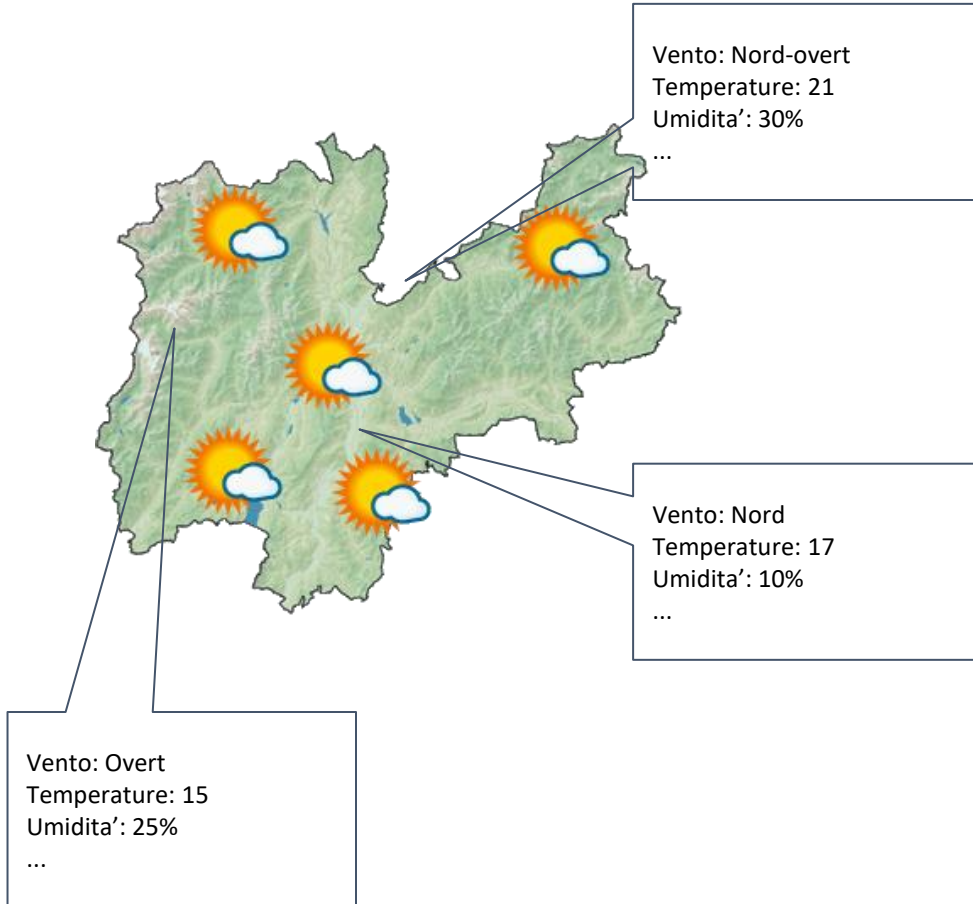 Vento: Nord-overt
Temperature: 21
Umidita’: 30%
...
Vento: Nord
Temperature: 17
Umidita’: 10%
...
Vento: Overt
Temperature: 15
Umidita’: 25%
...